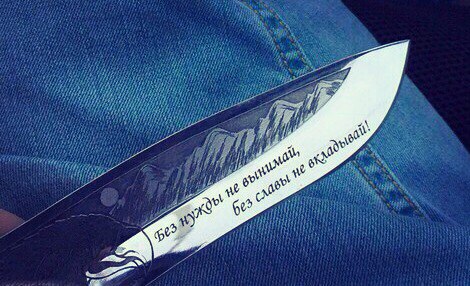 Без нужды не вынимай,
без славы не вкладывай!